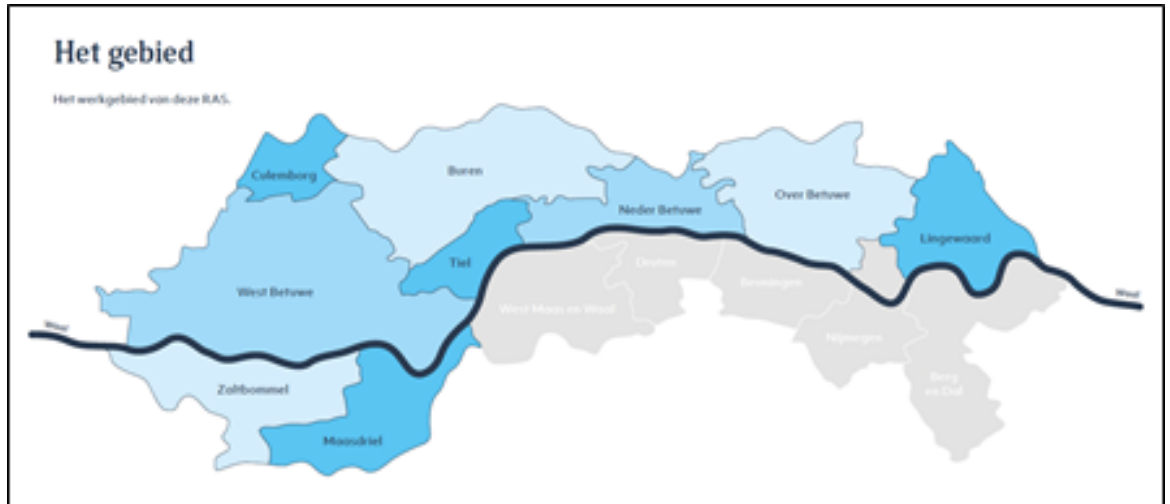 Het gebied
Het werkgebied van deze RAS.
Culemborg
Buren
Neder Betuwe
Over Betuwe
Lingewaard
Tiel
West Betuwe
Druten
Beuningen
West Maas en Waal
Nijmegen
Waal
Waal
Zaltbommel
Berg
en Dal
Maasdriel